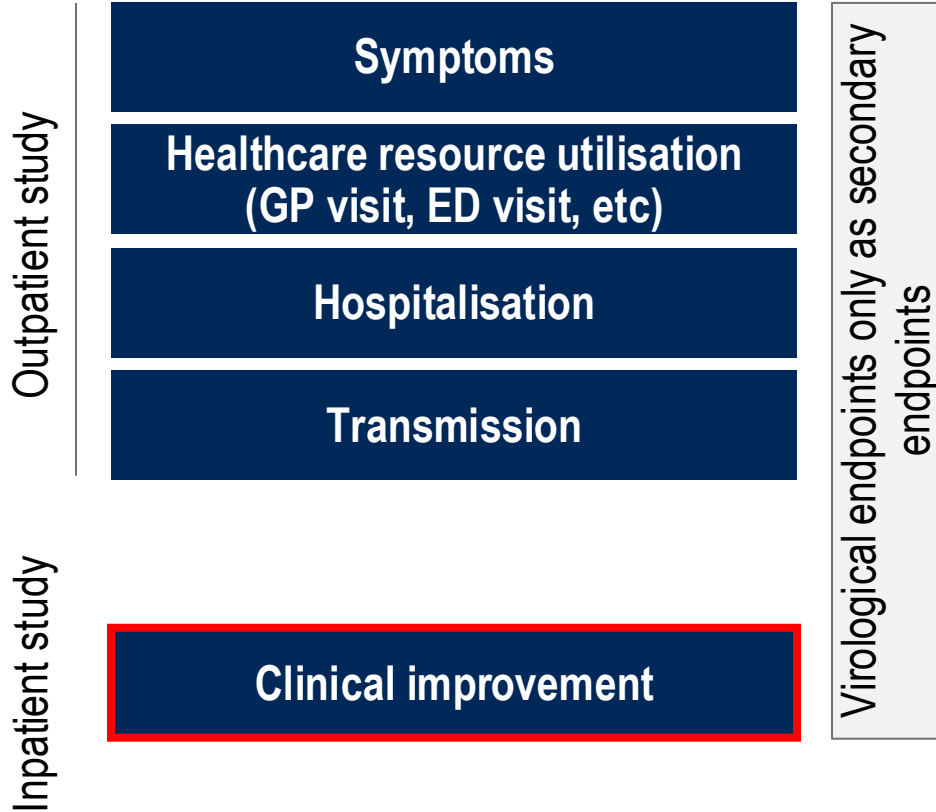 Outpatient study
Symptoms
Healthcare resource utilisation
(GP visit, ED visit, etc)
Hospitalisation
Transmission
Inpatient study
Clinical improvement
Virological endpoints only as secondary
endpoints